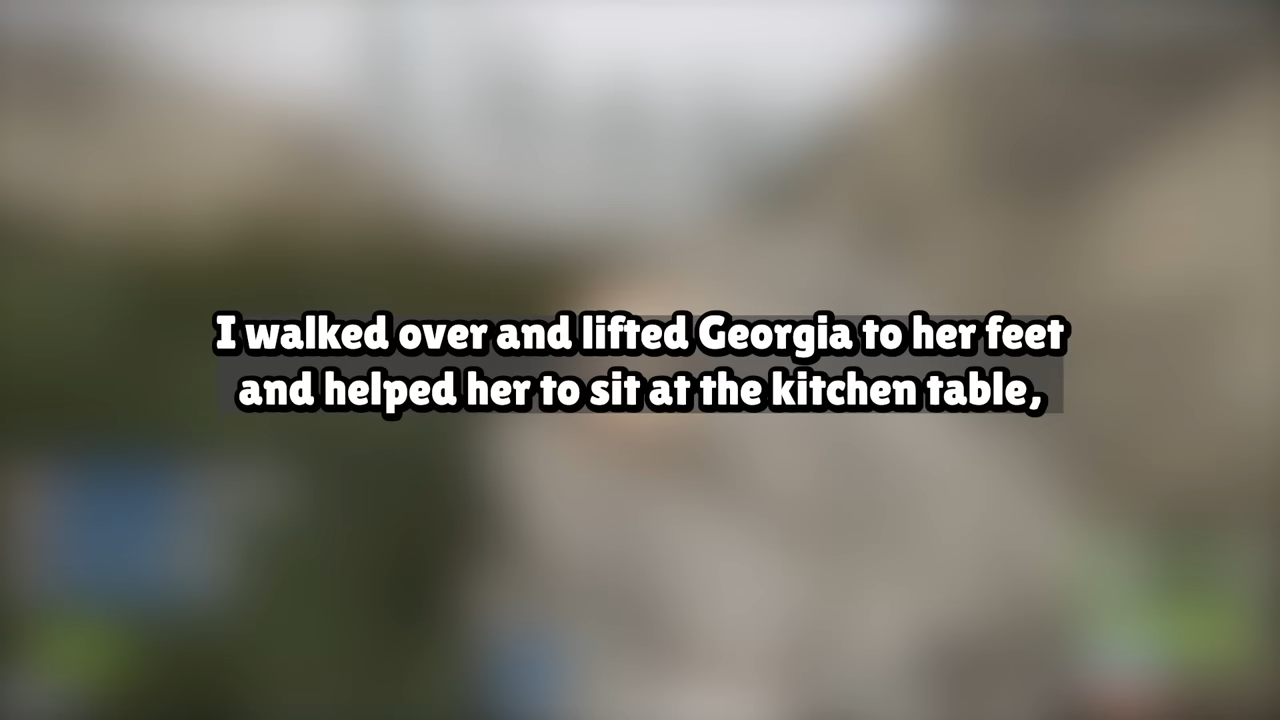 I walked over and lifted Georgia to her feet
and helped her to sit at the kitchen table,